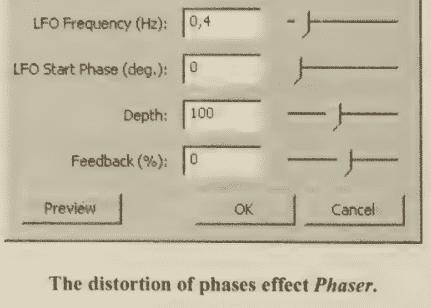 LFO Frequency (Hz): 0,4
LFO Start Phase (deg.): 0
Depth: 100
Feedback (%): 0
Preview OK Cancel
The distortion of phases effect Phaser.